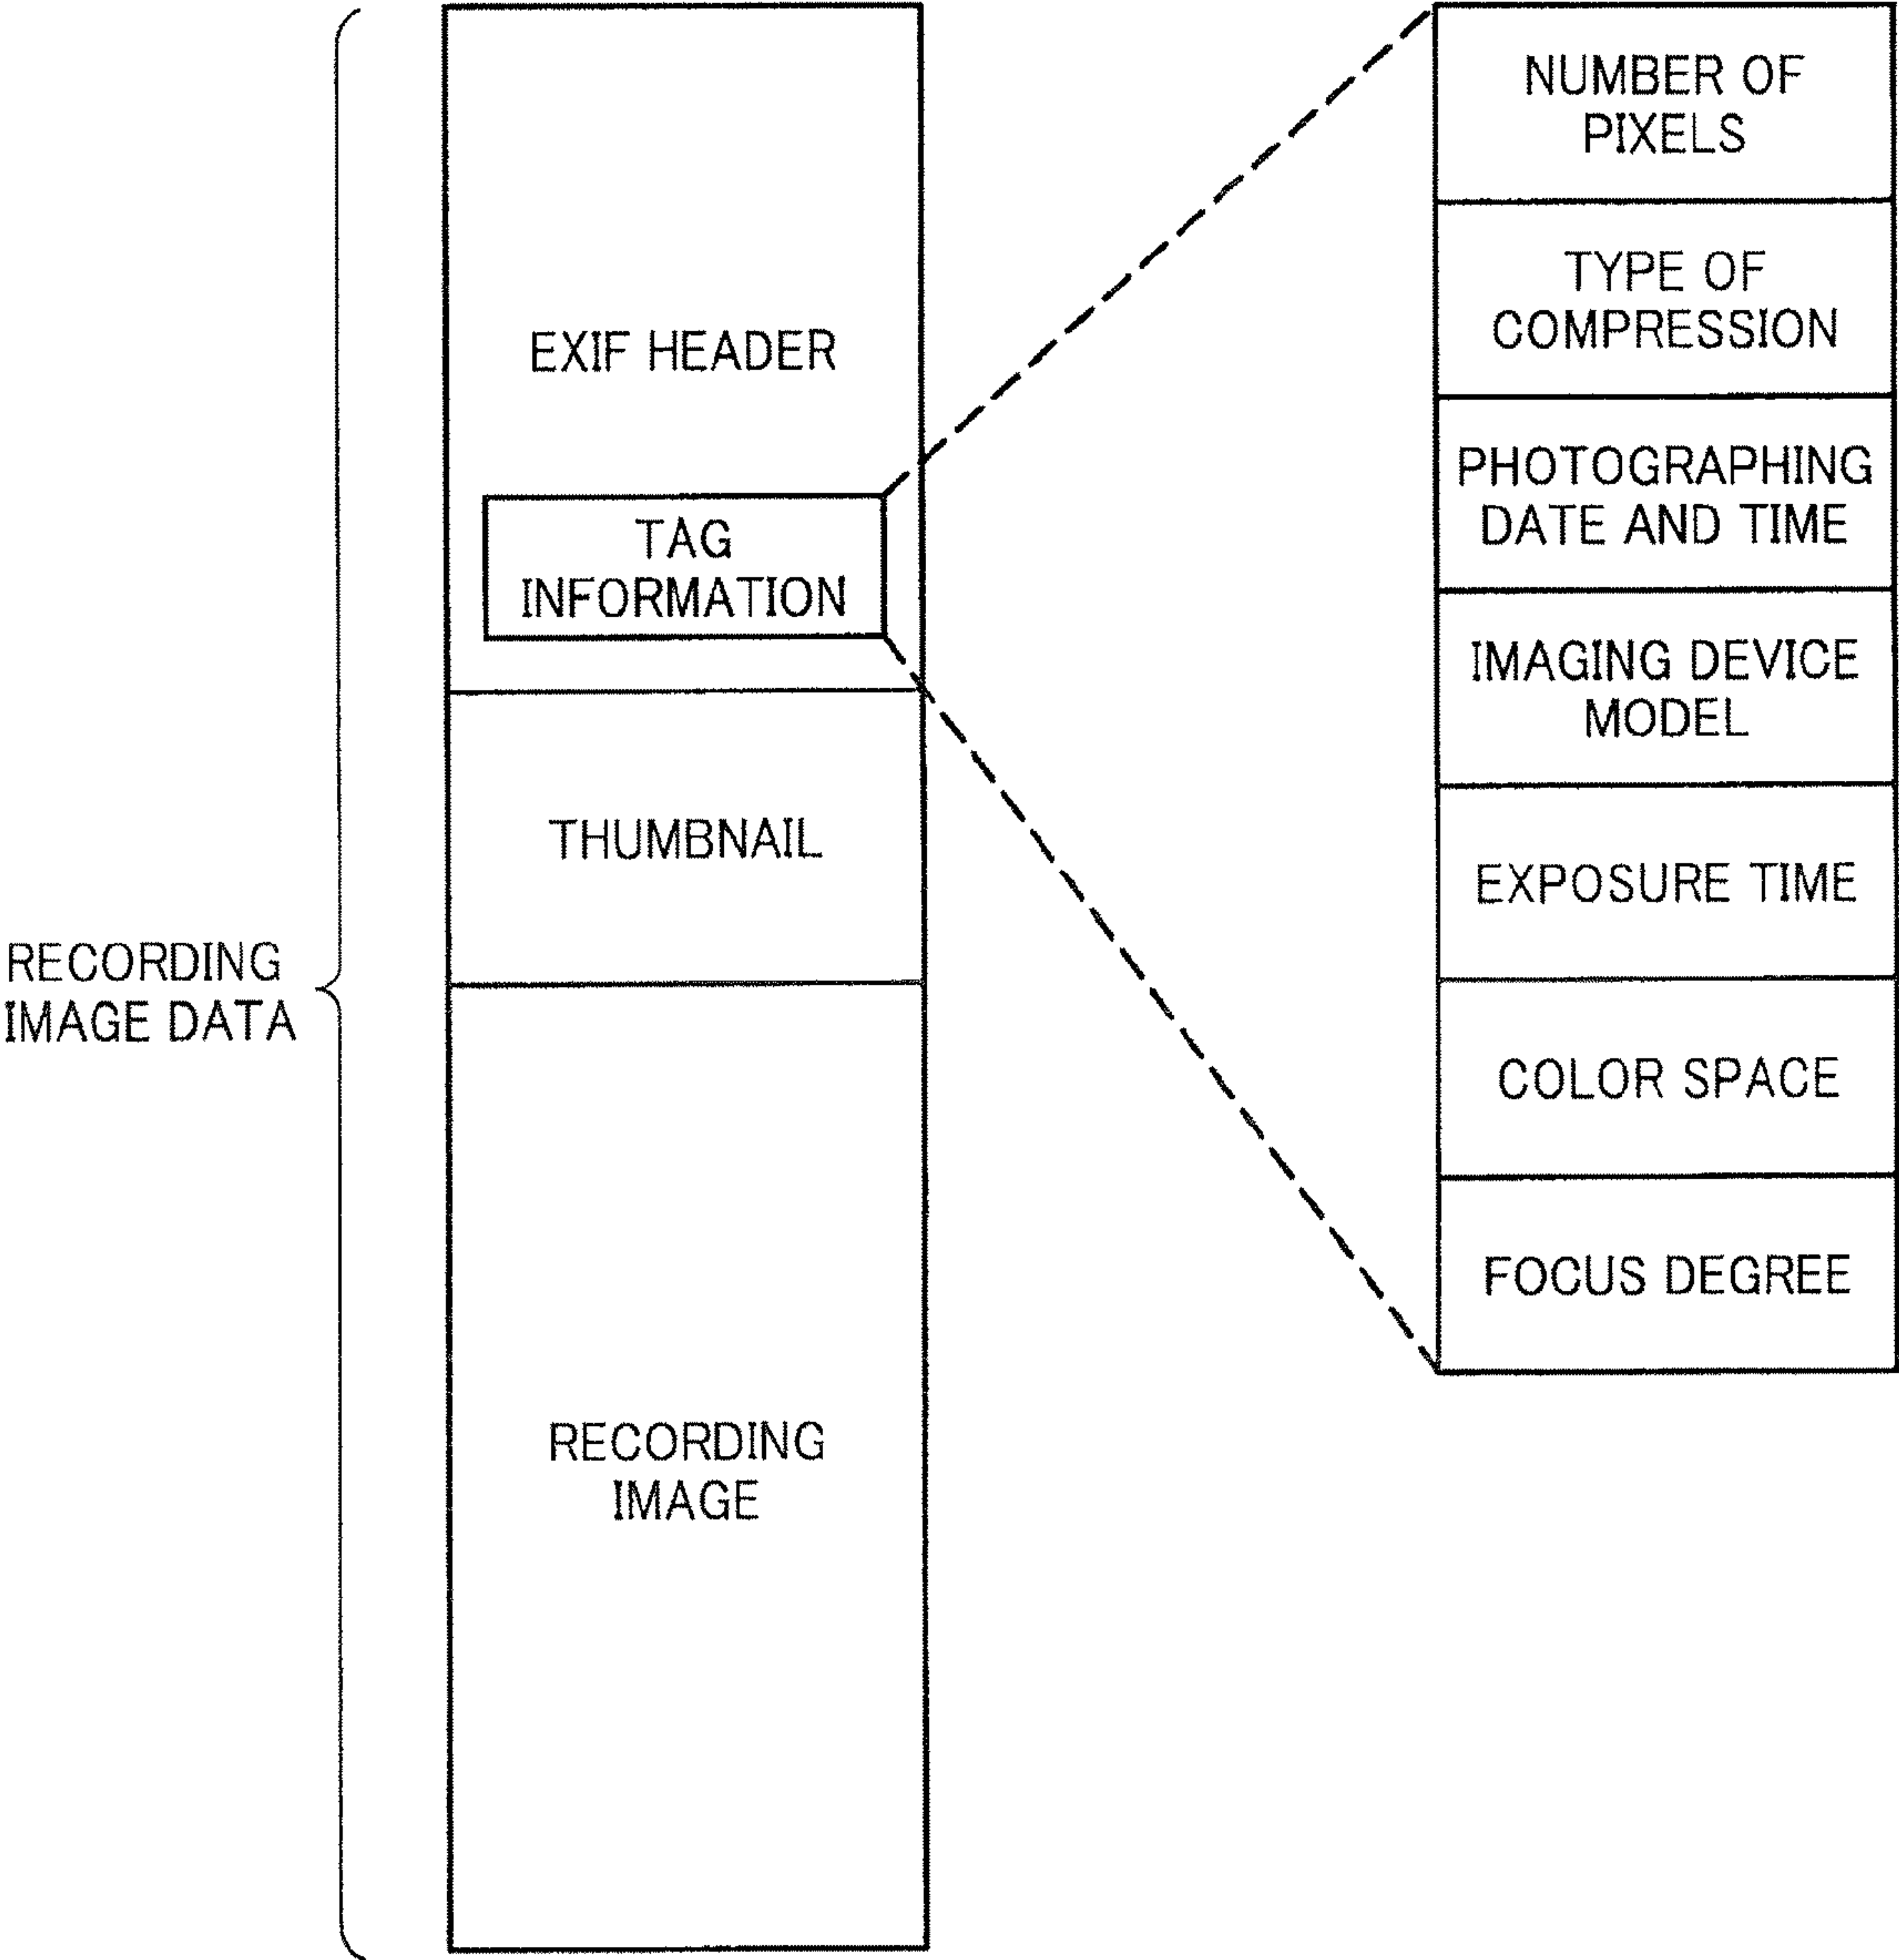 RECORDING
IMAGE DATA
EXIF HEADER
TAG
INFORMATION
THUMBNAIL
RECORDING
IMAGE
NUMBER OF
PIXELS
TYPE OF
COMPRESSION
PHOTOGRAPHING
DATE AND TIME
IMAGING DEVICE
MODEL
EXPOSURE TIME
COLOR SPACE
FOCUS DEGREE